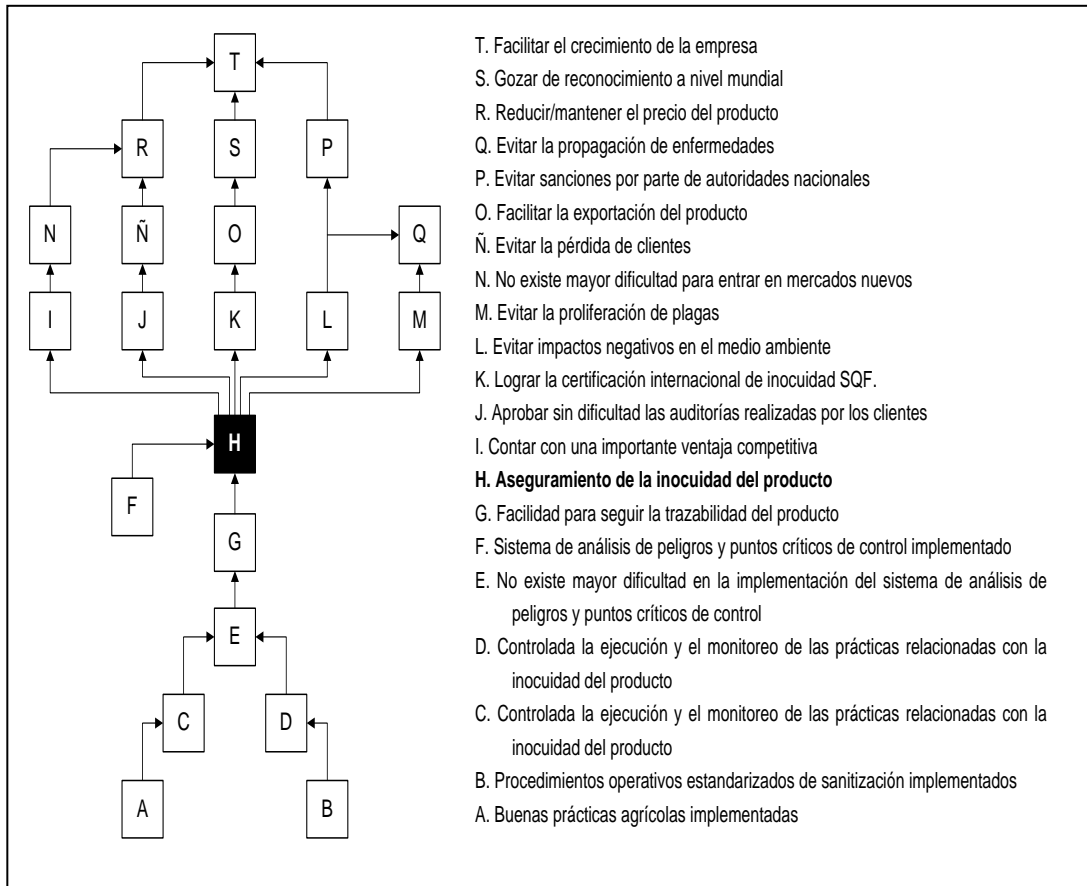 T
R
S
P
N
Ñ
O
Q
I
J
K
L
M
H
F
G
E
C
D
A
B
T. Facilitar el crecimiento de la empresa
S. Gozar de reconocimiento a nivel mundial
R. Reducir/mantener el precio del producto
Q. Evitar la propagación de enfermedades
P. Evitar sanciones por parte de autoridades nacionales
O. Facilitar la exportación del producto
Ñ. Evitar la pérdida de clientes
N. No existe mayor dificultad para entrar en mercados nuevos
M. Evitar la proliferación de plagas
L. Evitar impactos negativos en el medio ambiente
K. Lograr la certificación internacional de inocuidad SQF.
J. Aprobar sin dificultad las auditorías realizadas por los clientes
I. Contar con una importante ventaja competitiva
H. Aseguramiento de la inocuidad del producto
G. Facilidad para seguir la trazabilidad del producto
F. Sistema de análisis de peligros y puntos críticos de control implementado
E. No existe mayor dificultad en la implementación del sistema de análisis de
peligros y puntos críticos de control
D. Controlada la ejecución y el monitoreo de las prácticas relacionadas con la
inocuidad del producto
C. Controlada la ejecución y el monitoreo de las prácticas relacionadas con la
inocuidad del producto
B. Procedimientos operativos estandarizados de sanitización implementados
A. Buenas prácticas agrícolas implementadas